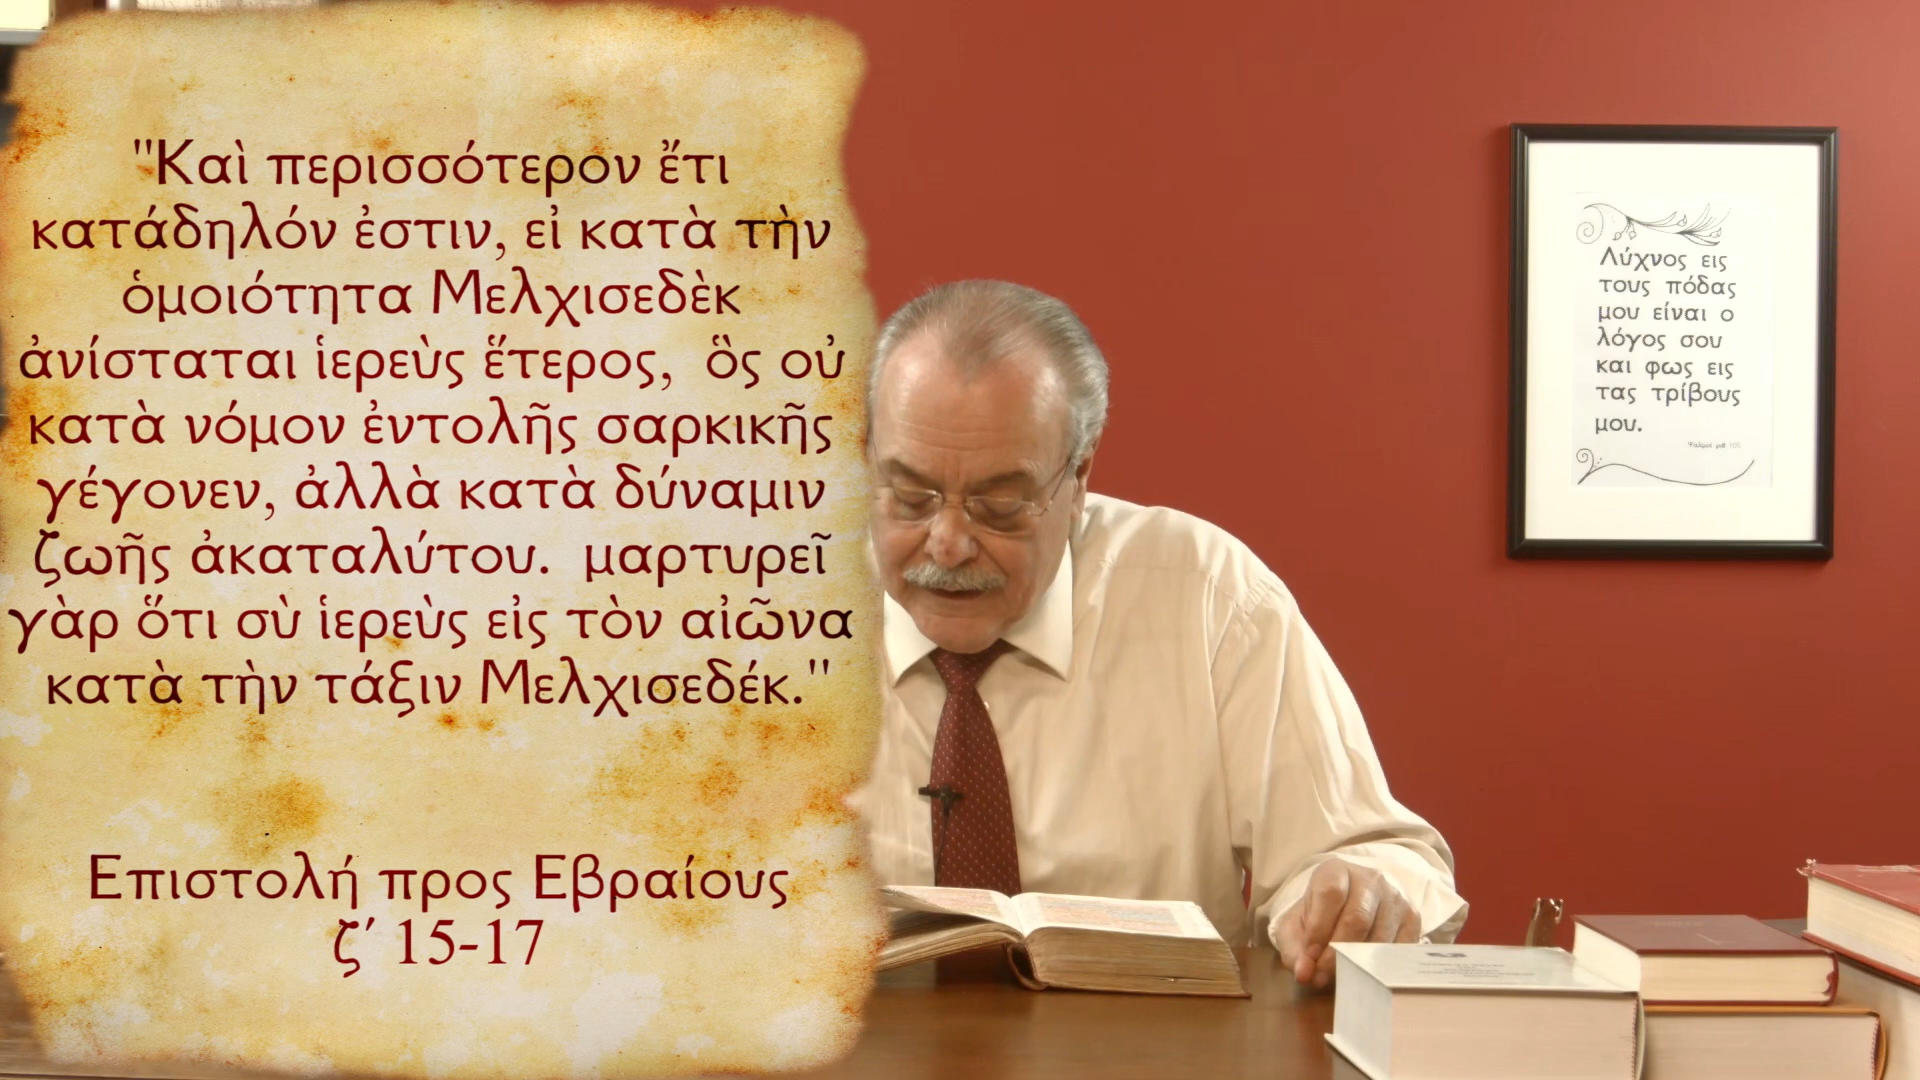 "Καὶ περισσότερον ἔτι
κατάδηλόν ἐστιν, εἰ κατὰ τὴν
ὁμοιότητα Μελχισεδὲκ
ἀνίσταται ἱερεὺς ἕτερος, ὃς οὐ
κατὰ νόμον ἐντολῆς σαρκικῆς
γέγονεν, ἀλλὰ κατὰ δύναμιν
ζωῆς ἀκαταλύτου. μαρτυρεῖ
γὰρ ὅτι σὺ ἱερεὺς εἰς τὸν αἰῶνα
κατὰ τὴν τάξιν Μελχισεδέκ."
Επιστολή προς Εβραίους
ζ΄ 15-17
Λύχνος εις
τους πόδας
μου είναι ο
λόγος σου
και φως εις
τας τρίβους
μου.
Ψαλμοί ριθ 105